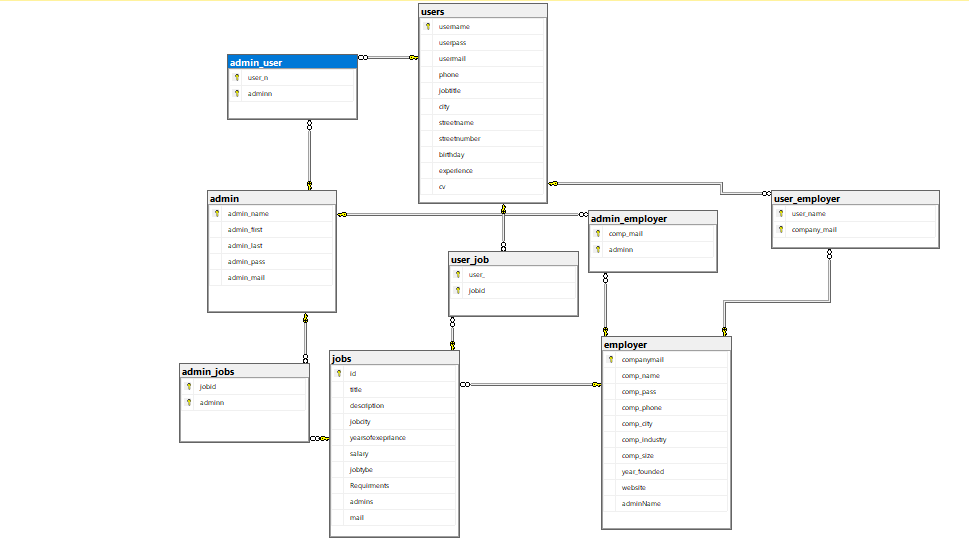 users
username
userpass
usermail
phone
jobtitle
city
streetname
streetnumber
birthday
experience
cv
admin_user
user_n
adminn
admin
admin_name
admin_first
admin_last
admin_pass
admin_mail
user_employer
user_name
company_mail
admin_employer
comp_mail
adminn
user_job
user_
jobid
employer
companymail
comp_name
comp_pass
comp_phone
comp_city
comp_industry
comp_size
year_founded
website
adminName
jobs
id
title
description
jobcity
yearsofexepriance
salary
jobtybe
Requirments
admins
mail
admin_jobs
jobid
adminn